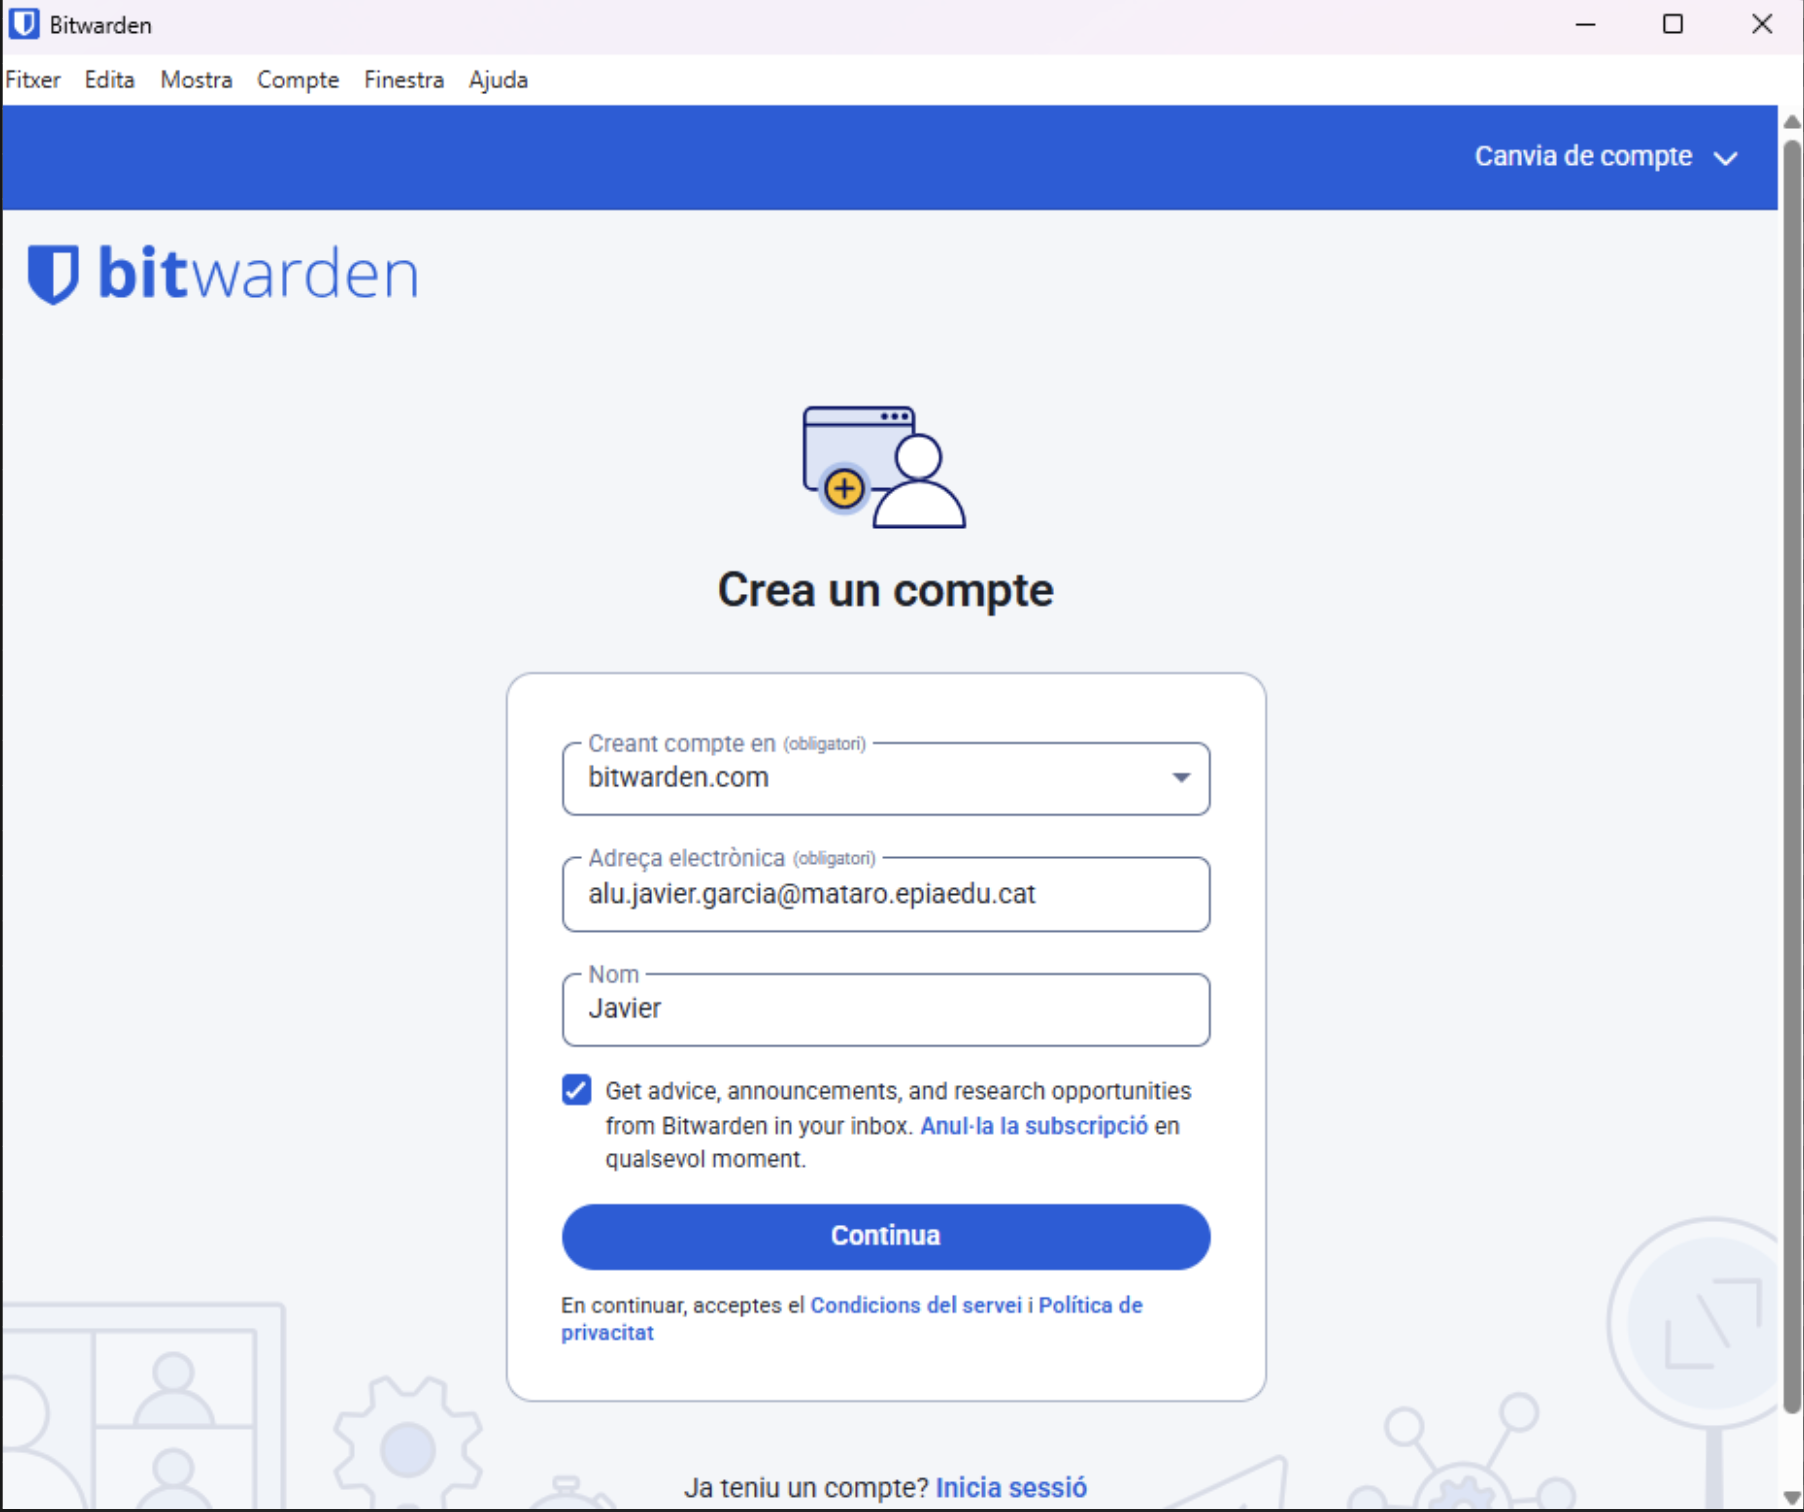 Bitwarden
Fitxer Edita Mostra Compte Finestra Ajuda
Canvia de compte
bitwarden
Crea un compte
Creant compte en (obligatori)
bitwarden.com
Adreça electrònica (obligatori)
alu.javier.garcia@mataro.epiaedu.cat
Nom
Javier
Get advice, announcements, and research opportunities
from Bitwarden in your inbox. Anul·la la subscripció en
qualsevol moment.
Continua
En continuar, acceptes el Condicions del servei i Política de
privacitat
Ja teniu un compte? Inicia sessió